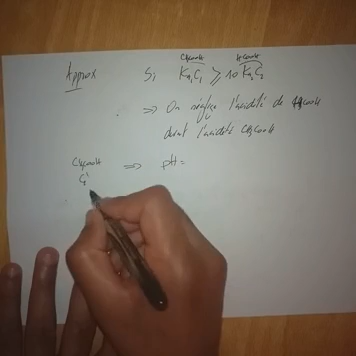 CH3COOH HCOOH
Approx Si Ka1C1 ≥ 10 Ka2C2
⇒ On néglige l'acidité de HCOOH
devant l'acidité CH3COOH
CH3COOH ⇒ pH =
C1'